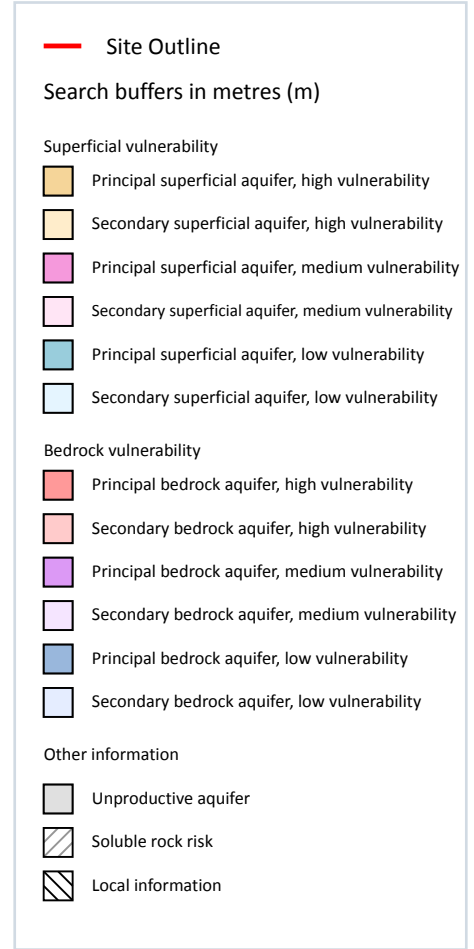 Site Outline
Search buffers in metres (m)
Superficial vulnerability
Principal superficial aquifer, high vulnerability
Secondary superficial aquifer, high vulnerability
Principal superficial aquifer, medium vulnerability
Secondary superficial aquifer, medium vulnerability
Principal superficial aquifer, low vulnerability
Secondary superficial aquifer, low vulnerability
Bedrock vulnerability
Principal bedrock aquifer, high vulnerability
Secondary bedrock aquifer, high vulnerability
Principal bedrock aquifer, medium vulnerability
Secondary bedrock aquifer, medium vulnerability
Principal bedrock aquifer, low vulnerability
Secondary bedrock aquifer, low vulnerability
Other information
Unproductive aquifer
Soluble rock risk
Local information